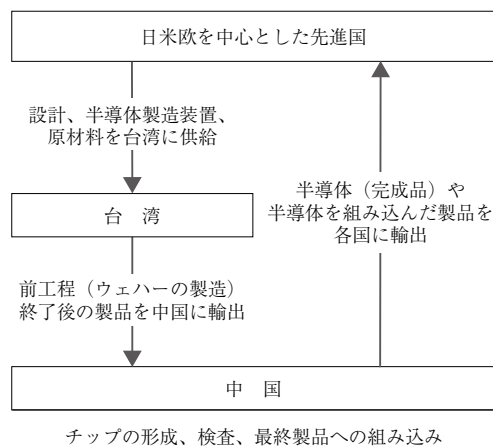 日米欧を中心とした先進国
設計、半導体製造装置、
原材料を台湾に供給
台　湾
半導体（完成品）や
半導体を組み込んだ製品を
各国に輸出
前工程（ウェハーの製造）
終了後の製品を中国に輸出
中　国
チップの形成、検査、最終製品への組み込み